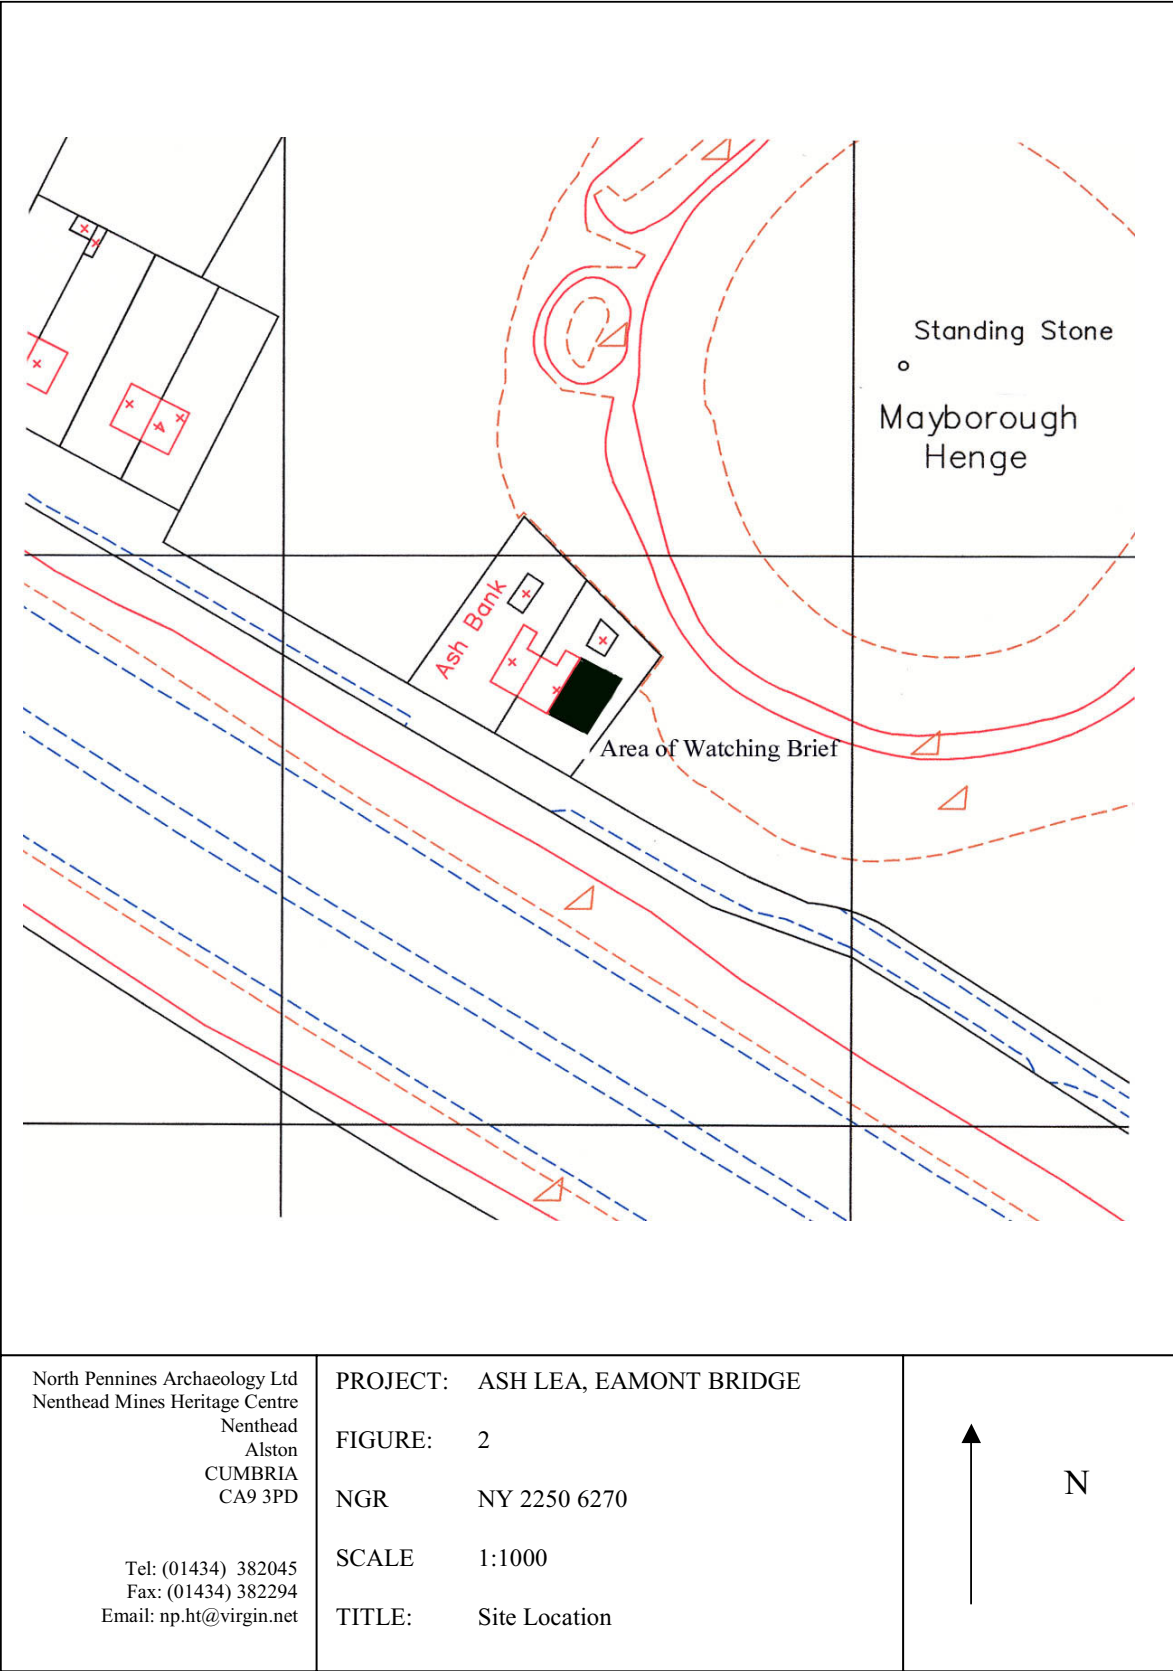 Standing Stone
Mayborough
Henge
4
Ash Bank
Area of Watching Brief
North Pennines Archaeology Ltd
Nenthead Mines Heritage Centre
Nenthead
Alston
CUMBRIA
CA9 3PD
Tel: (01434) 382045
Fax: (01434) 382294
Email: np.ht@virgin.net
PROJECT: ASH LEA, EAMONT BRIDGE
FIGURE: 2
NGR NY 2250 6270
SCALE 1:1000
TITLE: Site Location
N